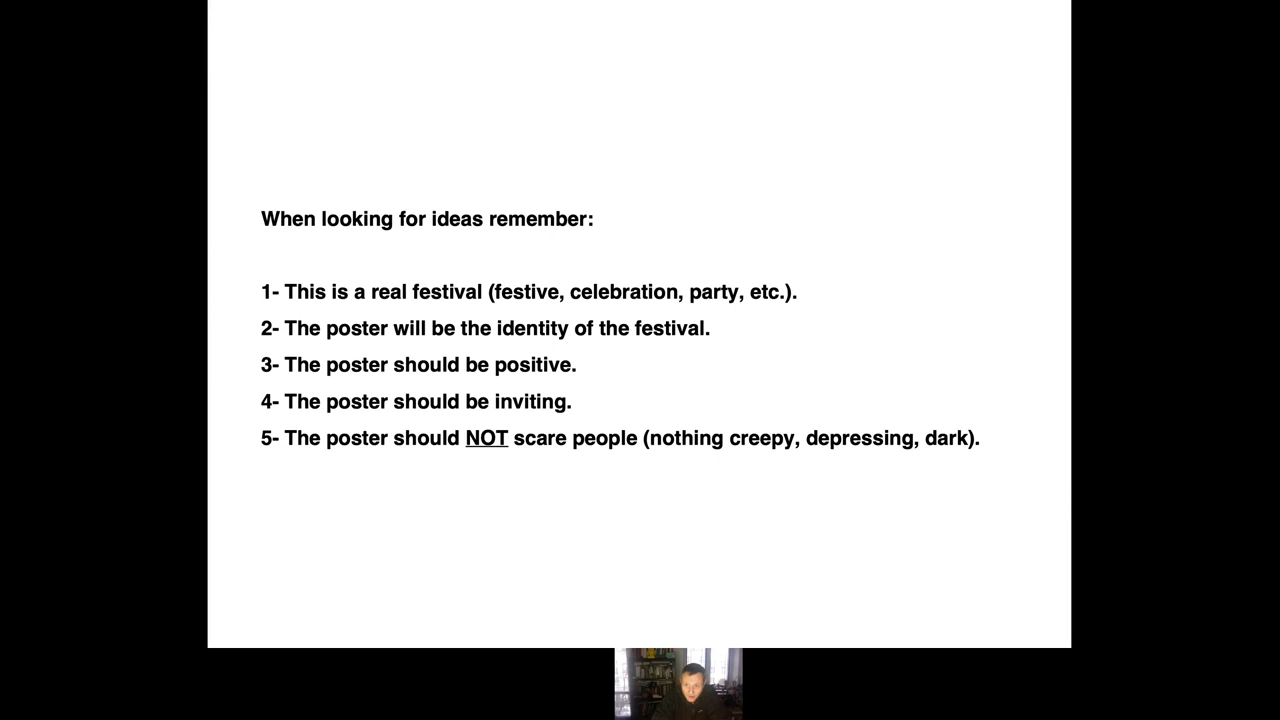 When looking for ideas remember:
1- This is a real festival (festive, celebration, party, etc.).
2- The poster will be the identity of the festival.
3- The poster should be positive.
4- The poster should be inviting.
5- The poster should NOT scare people (nothing creepy, depressing, dark).